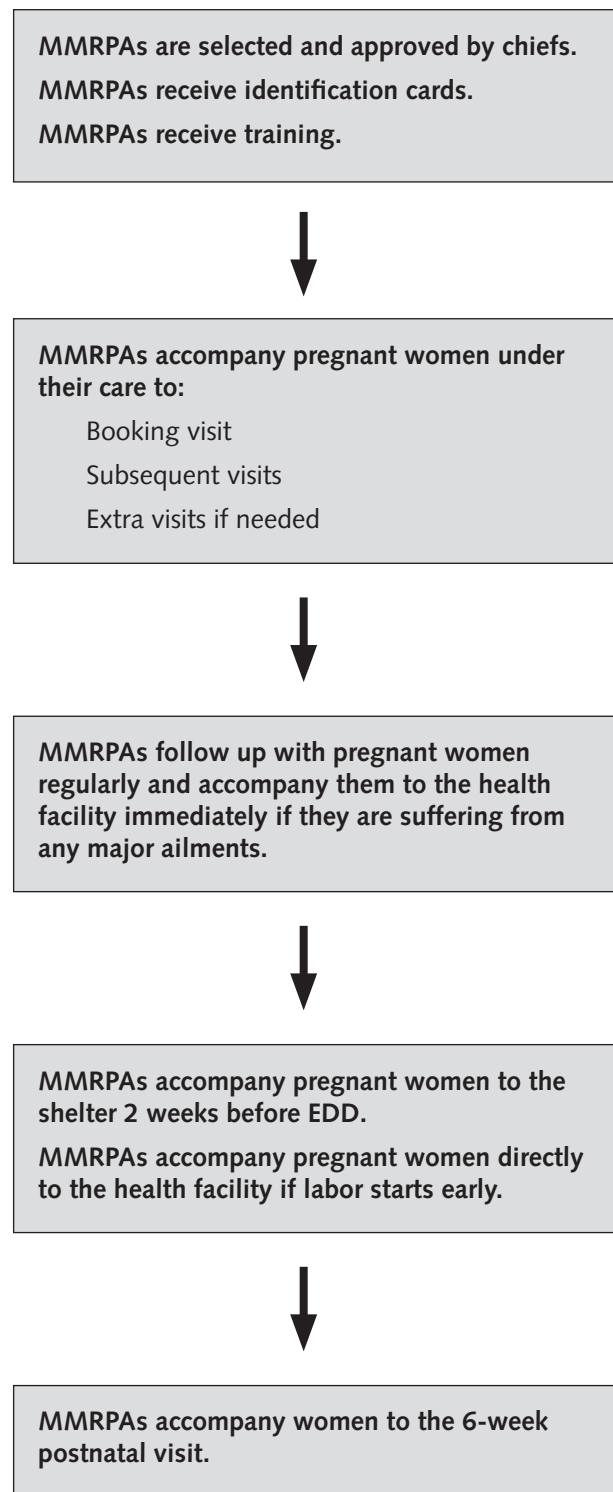 MMRPAs are selected and approved by chiefs.
MMRPAs receive identification cards.
MMRPAs receive training.
MMRPAs accompany pregnant women under
their care to:
Booking visit
Subsequent visits
Extra visits if needed
MMRPAs follow up with pregnant women
regularly and accompany them to the health
facility immediately if they are suffering from
any major ailments.
MMRPAs accompany pregnant women to the
shelter 2 weeks before EDD.
MMRPAs accompany pregnant women directly
to the health facility if labor starts early.
MMRPAs accompany women to the 6-week
postnatal visit.